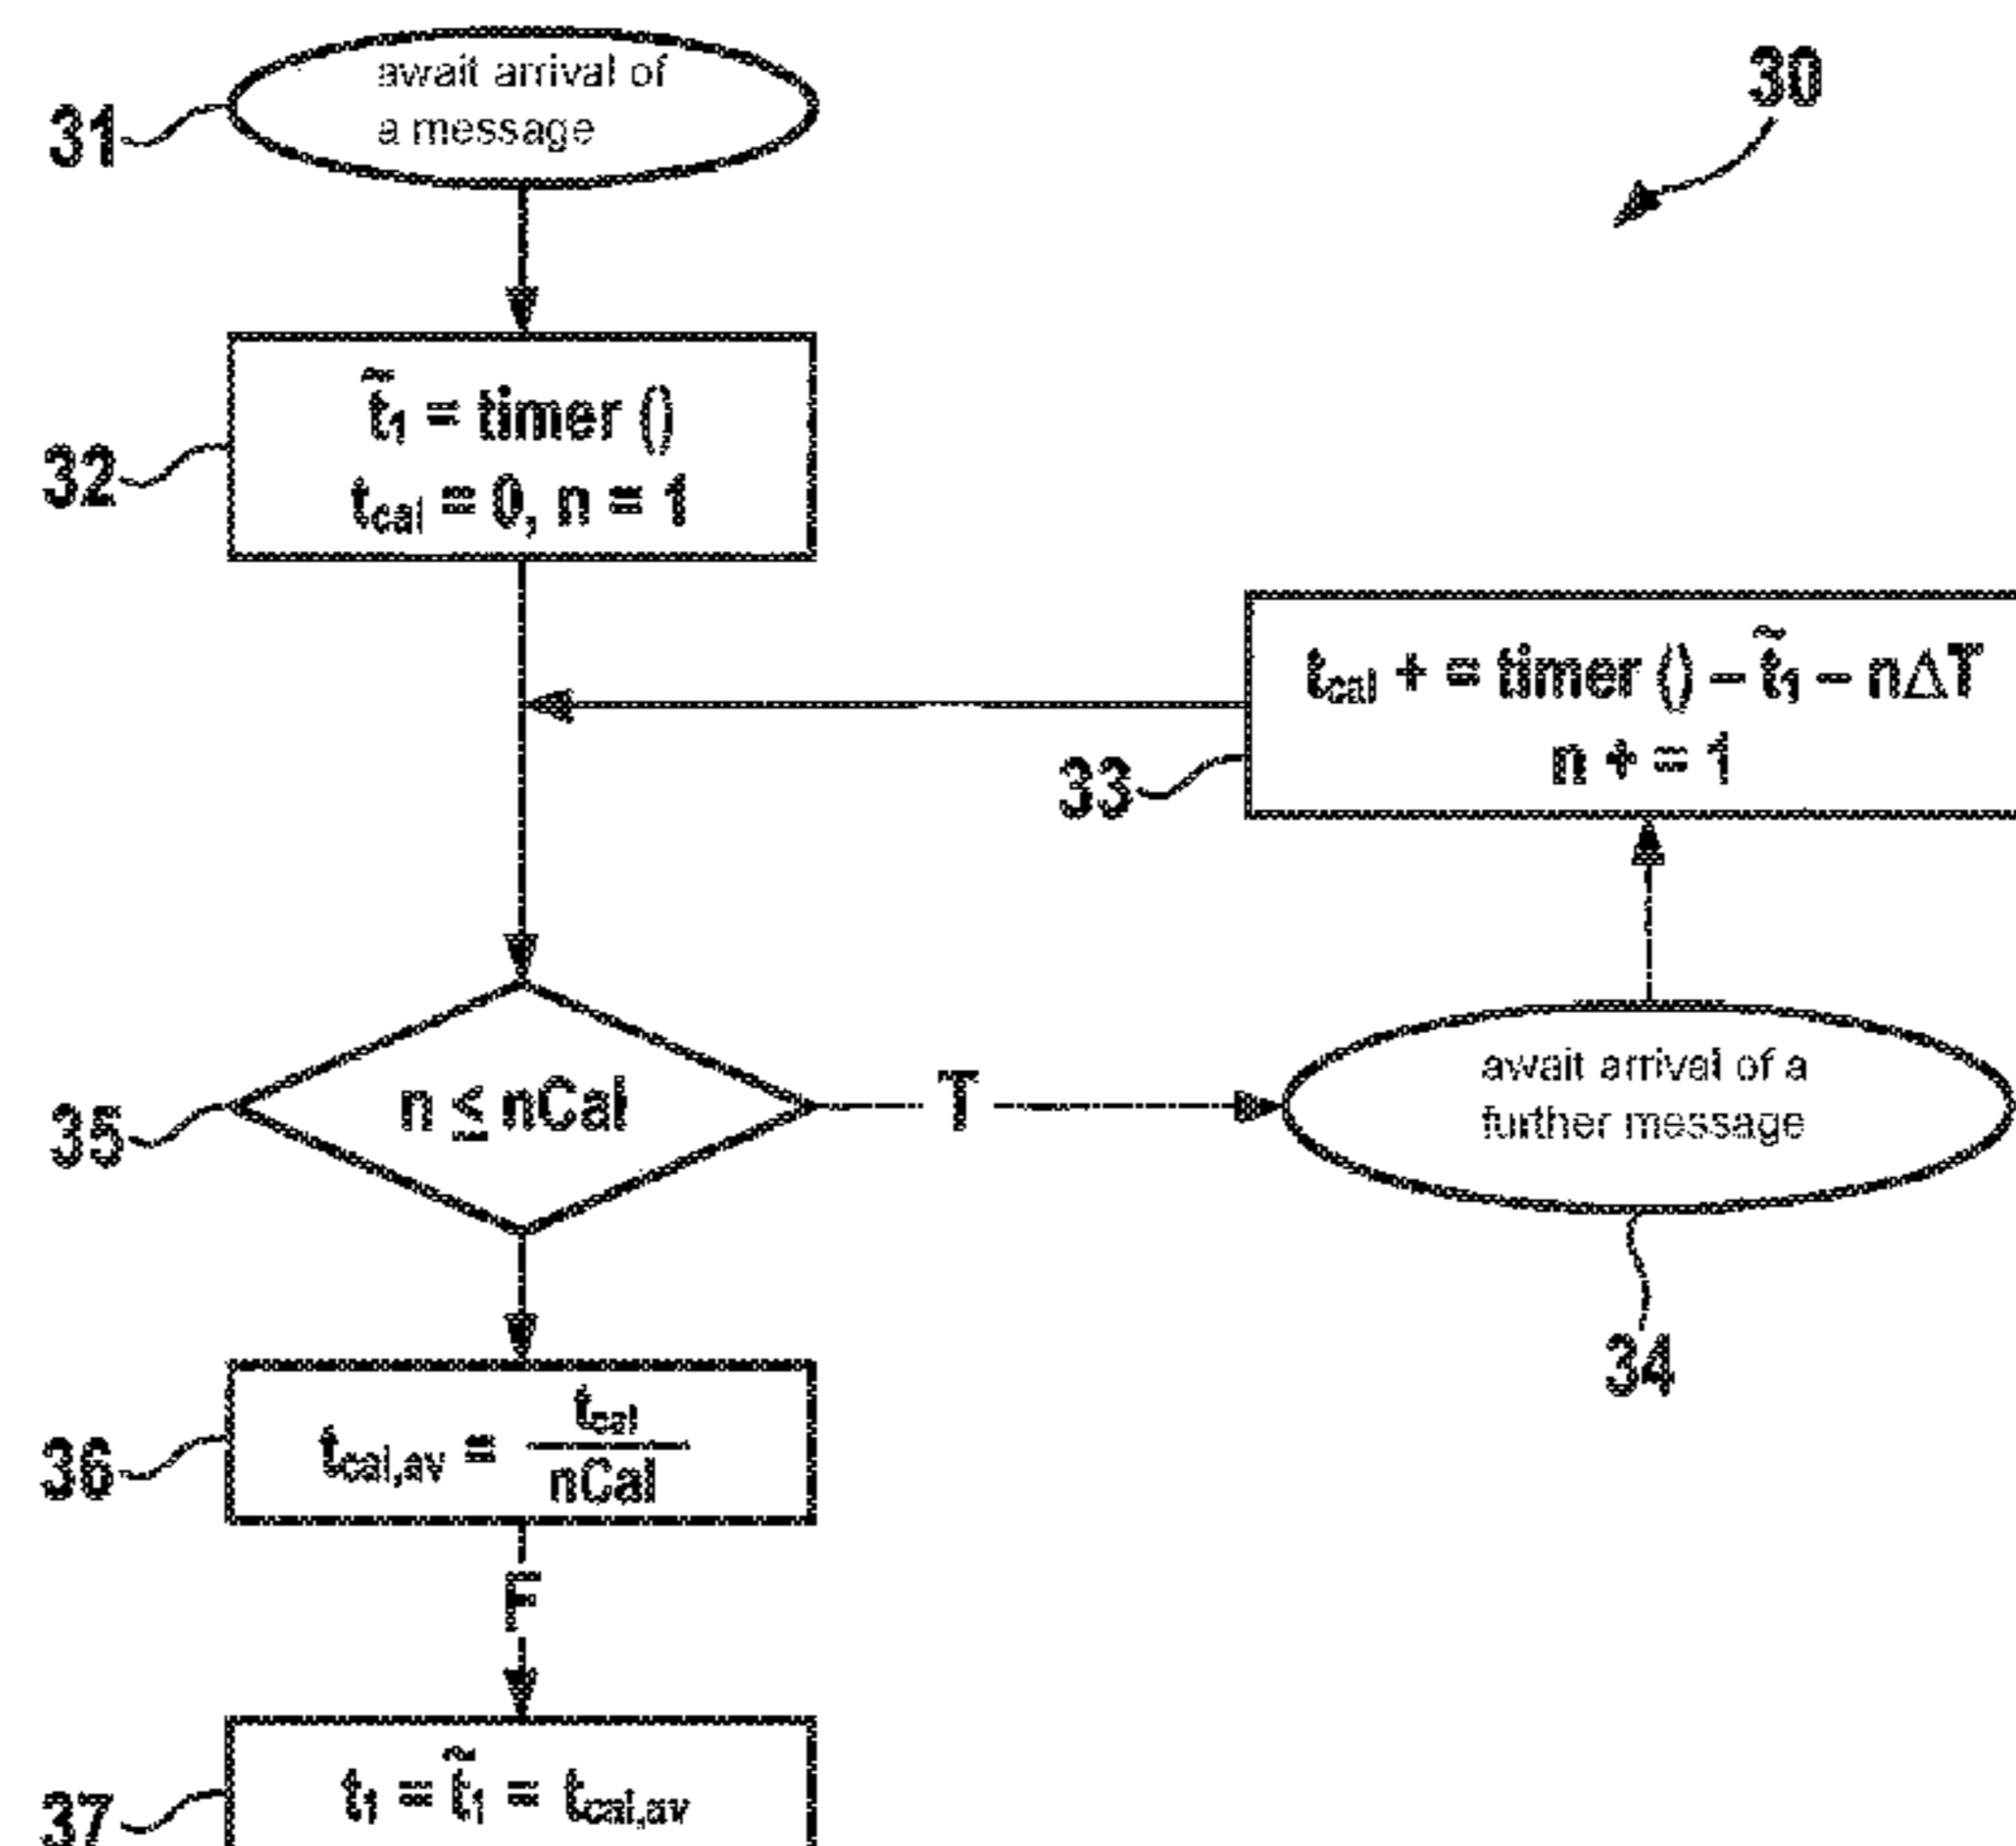 30
31
await arrival of
a message
32
t̃₁ = timer ()
t_cal = 0, n = 1
t_cal + = timer () – t̃₁ – nΔT
n + = 1
33
35
n ≤ nCal
T
await arrival of a
further message
34
36
t_cal,av = t_cal / nCal
F
37
t₁ = t̃₁ = t_cal,av